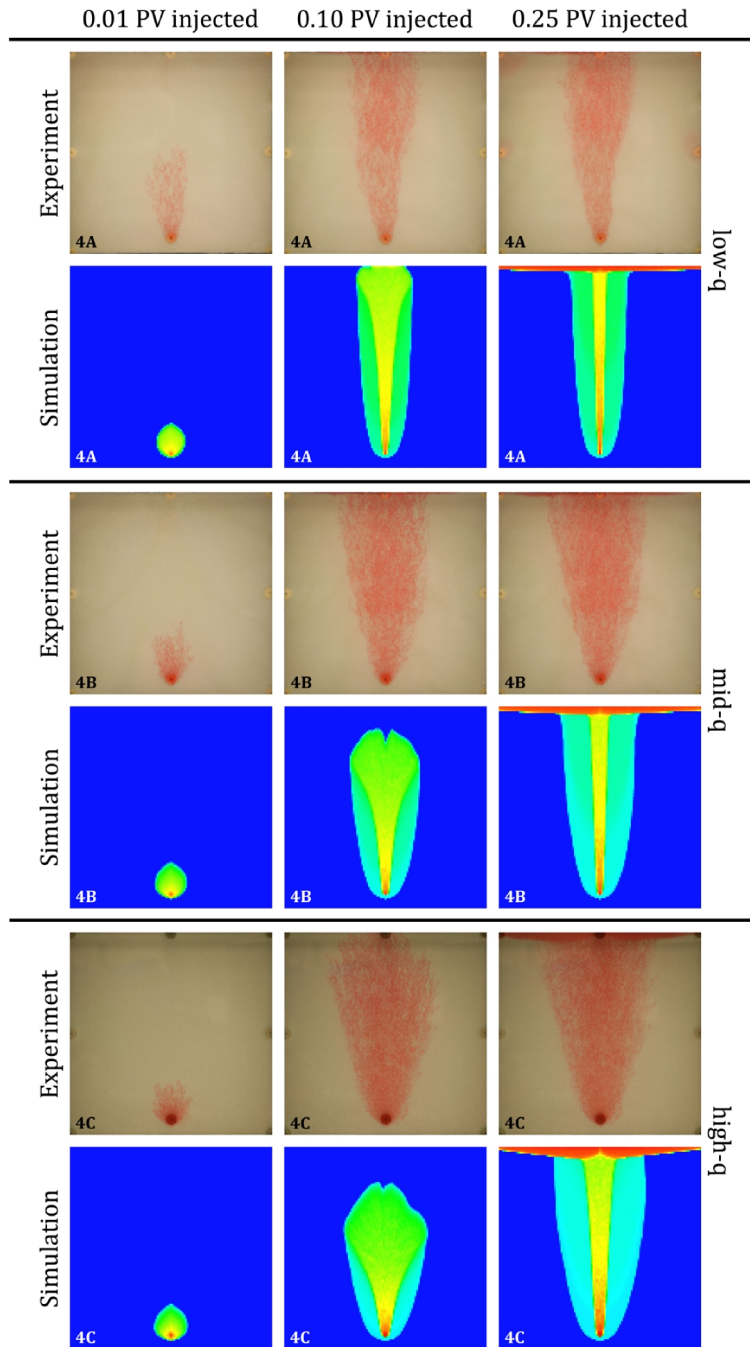 0.01 PV injected 0.10 PV injected 0.25 PV injected
Experiment
4A 4A 4A
low-q
Simulation
4A 4A 4A
Experiment
4B 4B 4B
mid-q
Simulation
4B 4B 4B
Experiment
4C 4C 4C
high-q
Simulation
4C 4C 4C